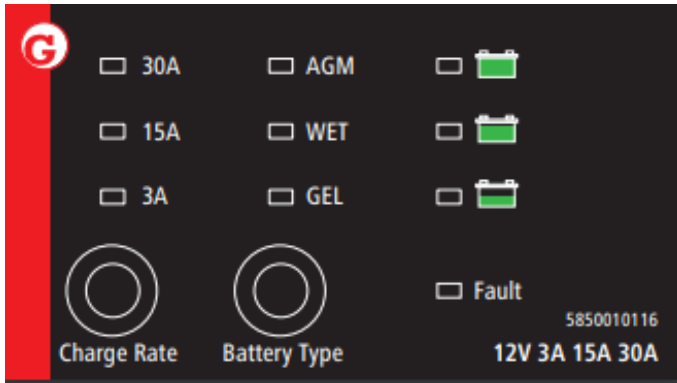 G
30A AGM
15A WET
3A GEL
Fault
5850010116
Charge Rate Battery Type 12V 3A 15A 30A